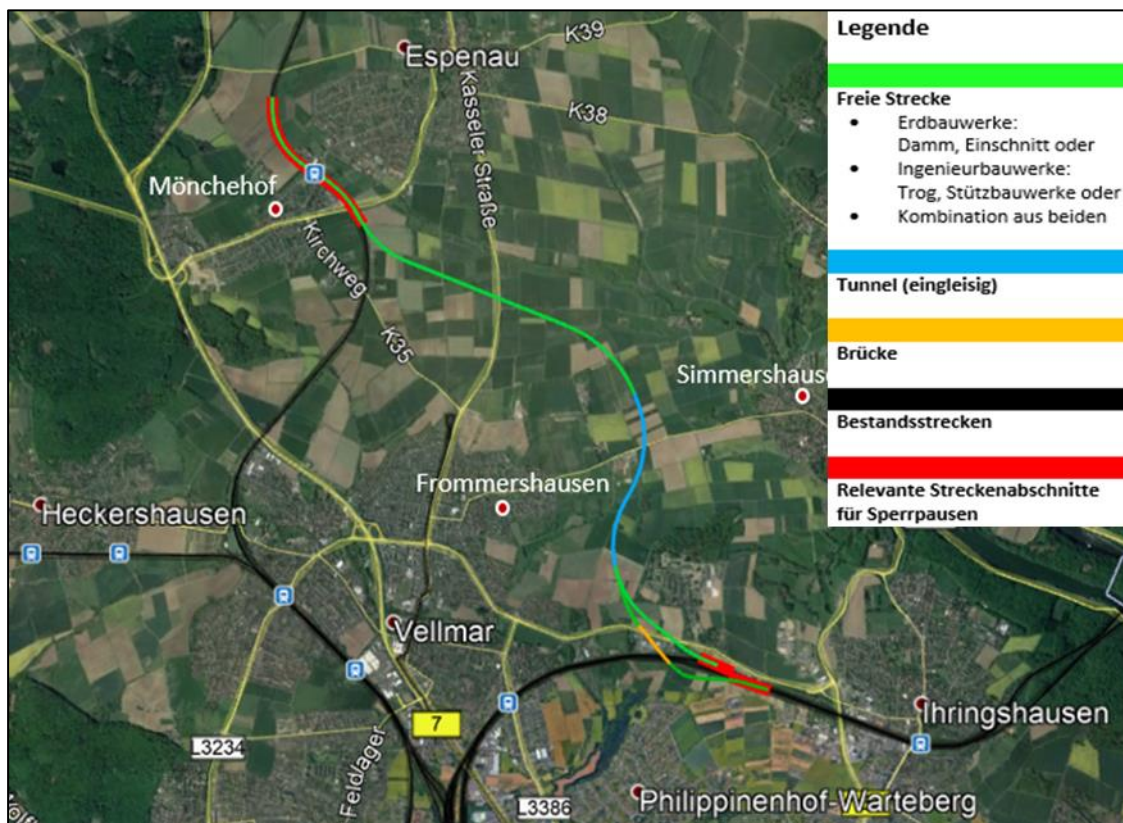 Legende
Freie Strecke
• Erdbauwerke:
Damm, Einschnitt oder
• Ingenieurbauwerke:
Trog, Stützbauwerke oder
• Kombination aus beiden
Tunnel (eingleisig)
Brücke
Bestandsstrecken
Relevante Streckenabschnitte
für Sperrpausen
K39
Espenau
Kasseler Straße
K38
Mönchehof
Kirchweg
K35
Simmershause
Frommershausen
Heckershausen
Vellmar
7
Ihringshausen
L3234
Feldlager
L3386
Philippinenhof-Warteberg